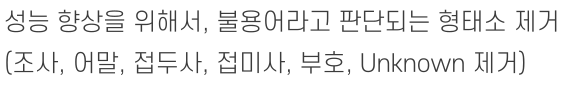 성능 향상을 위해서, 불용어라고 판단되는 형태소 제거
(조사, 어말, 접두사, 접미사, 부호, Unknown 제거)